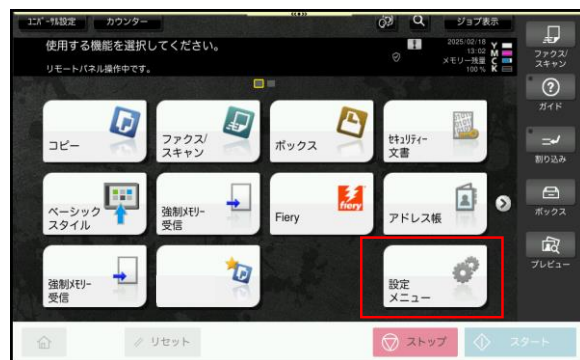 ﾕﾆﾊﾞｰｻﾙ設定
カウンター
ジョブ表示
使用する機能を選択してください。
リモートパネル操作中です。
2025/02/18
13:02
メモリー残量
100 %
Y
M
C
K
コピー
ファクス/
スキャン
ボックス
ｾｷｭﾘﾃｨｰ
文書
ベーシック
スタイル
強制ﾒﾓﾘｰ
受信
fiery
Fiery
アドレス帳
強制ﾒﾓﾘｰ
受信
設定
メニュー
ファクス/
スキャン
ガイド
割り込み
ボックス
プレビュー
リセット
ストップ
スタート